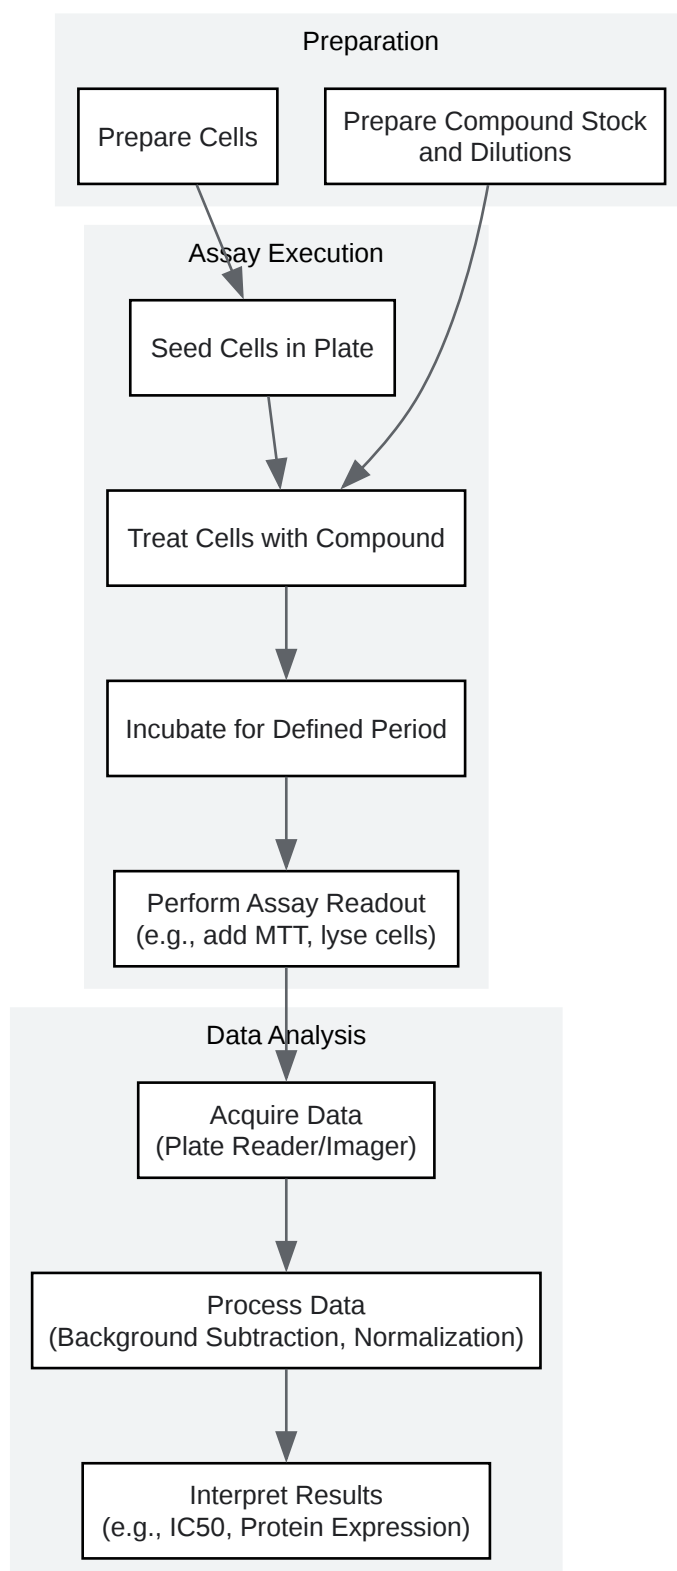 Preparation
Prepare Cells
Prepare Compound Stock
and Dilutions
Assay Execution
Seed Cells in Plate
Treat Cells with Compound
Incubate for Defined Period
Perform Assay Readout
(e.g., add MTT, lyse cells)
Data Analysis
Acquire Data
(Plate Reader/Imager)
Process Data
(Background Subtraction, Normalization)
Interpret Results
(e.g., IC50, Protein Expression)